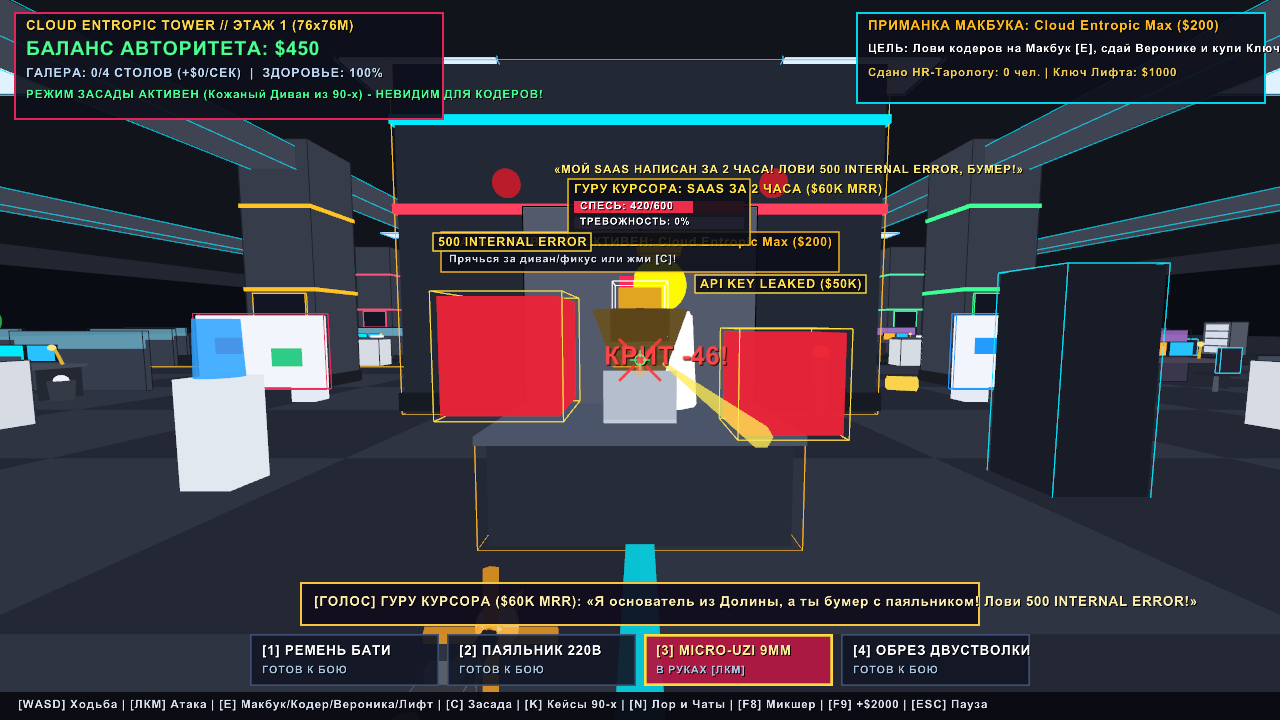 CLOUD ENTROPIC TOWER // ЭТАЖ 1 (76x76M)
БАЛАНС АВТОРИТЕТА: $450
ГАЛЕРА: 0/4 СТОЛОВ (+$0/СЕК) | ЗДОРОВЬЕ: 100%
РЕЖИМ ЗАСАДЫ АКТИВЕН (Кожаный Диван из 90-х) - НЕВИДИМ ДЛЯ КОДЕРОВ!
ПРИМАНКА МАКБУКА: Cloud Entropic Max ($200)
ЦЕЛЬ: Лови кодеров на Макбук [E], сдай Веронике и купи Ключ
Сдано HR-Тарологу: 0 чел. | Ключ Лифта: $1000
«МОЙ SAAS НАПИСАН ЗА 2 ЧАСА! ЛОВИ 500 INTERNAL ERROR, БУМЕР!»
ГУРУ КУРСОРА: SAAS ЗА 2 ЧАСА ($60K MRR)
СПЕСЬ: 420/600
ТРЕВОЖНОСТЬ: 0%
500 INTERNAL ERROR
АКТИВЕН: Cloud Entropic Max ($200)
Прячься за диван/фикус или жми [C]!
API KEY LEAKED ($50K)
КРИТ -46!
[ГОЛОС] ГУРУ КУРСОРА ($60K MRR): «Я основатель из Долины, а ты бумер с паяльником! Лови 500 INTERNAL ERROR!»
[1] РЕМЕНЬ БАТИ
ГОТОВ К БОЮ
[2] ПАЯЛЬНИК 220В
ГОТОВ К БОЮ
[3] MICRO-UZI 9MM
В РУКАХ [ЛКМ]
[4] ОБРЕЗ ДВУСТВОЛКИ
ГОТОВ К БОЮ
[WASD] Ходьба | [ЛКМ] Атака | [E] Макбук/Кодер/Вероника/Лифт | [C] Засада | [K] Кейсы 90-х | [N] Лор и Чаты | [F8] Микшер | [F9] +$2000 | [ESC] Пауза